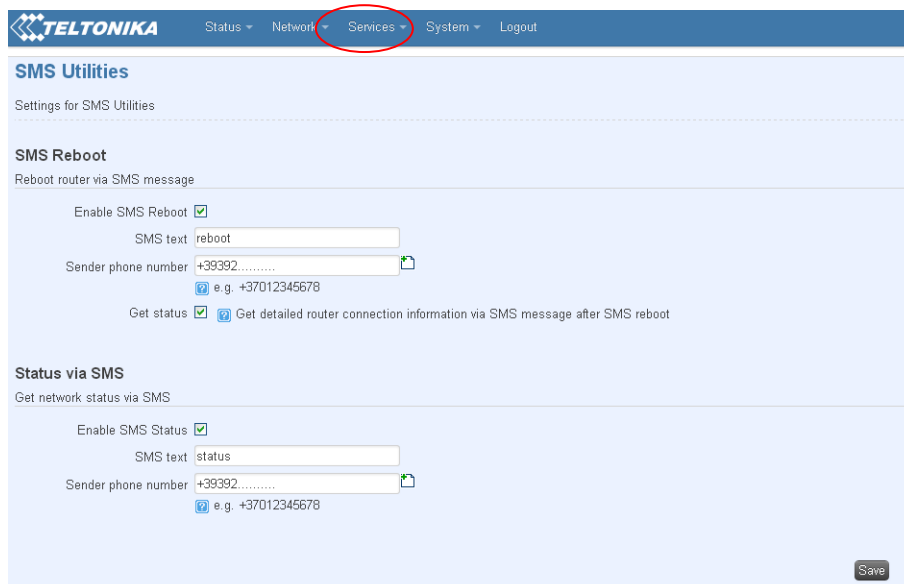 TELTONIKA Status Network Services System Logout
SMS Utilities
Settings for SMS Utilities
SMS Reboot
Reboot router via SMS message
Enable SMS Reboot
SMS text reboot
Sender phone number +39392..........
? e.g. +37012345678
Get status ? Get detailed router connection information via SMS message after SMS reboot
Status via SMS
Get network status via SMS
Enable SMS Status
SMS text status
Sender phone number +39392..........
? e.g. +37012345678
Save